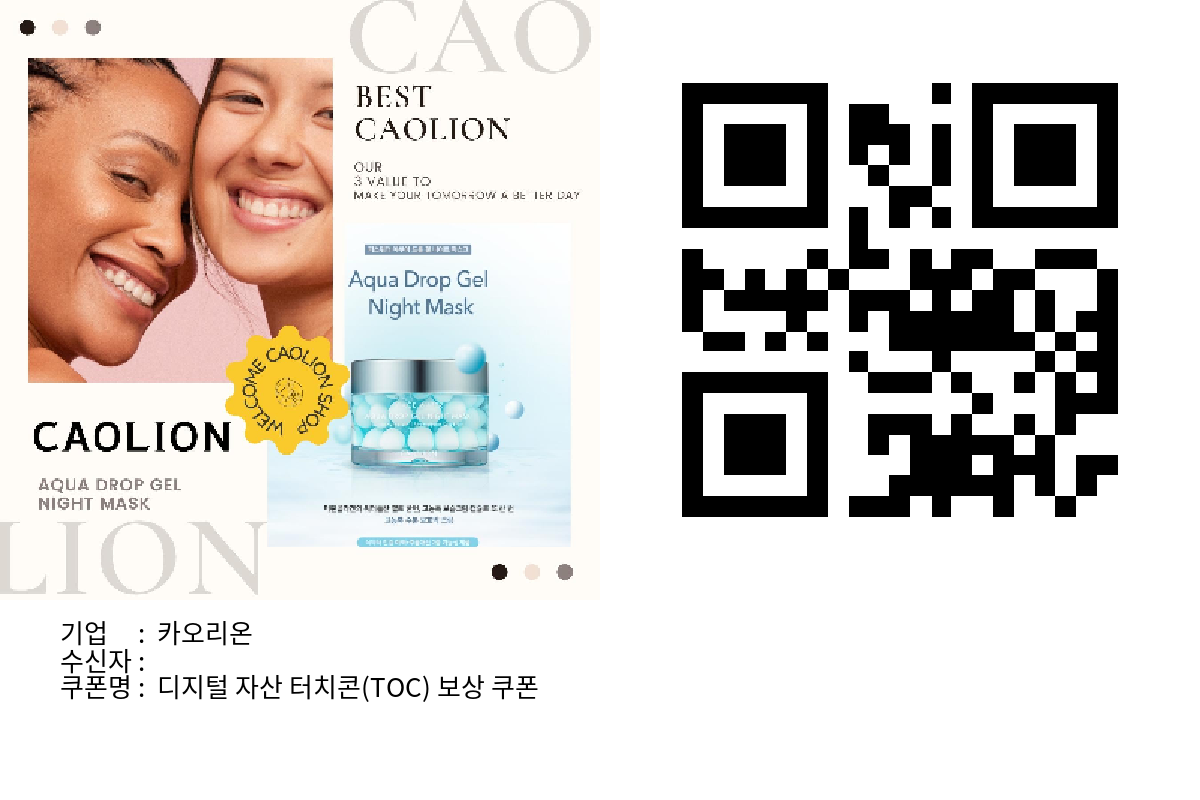 CAO
BEST
CAOLION
OUR
3 VALUE TO
MAKE YOUR TOMORROW A BETTER DAY
Aqua Drop Gel
Night Mask
WELCOME CAOLION SHOP
CAOLION
AQUA DROP GEL
NIGHT MASK
LION
기업 : 카오리온
수신자 :
쿠폰명 : 디지털 자산 터치콘(TOC) 보상 쿠폰